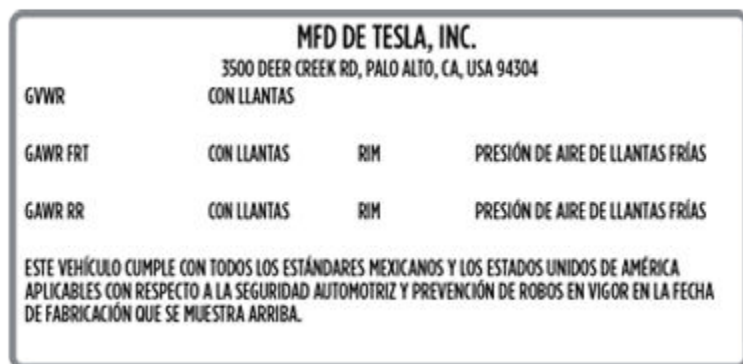 MFD DE TESLA, INC.
3500 DEER CREEK RD, PALO ALTO, CA, USA 94304
GVWR CON LLANTAS
GAWR FRT CON LLANTAS RIM PRESIÓN DE AIRE DE LLANTAS FRÍAS
GAWR RR CON LLANTAS RIM PRESIÓN DE AIRE DE LLANTAS FRÍAS
ESTE VEHÍCULO CUMPLE CON TODOS LOS ESTÁNDARES MEXICANOS Y LOS ESTADOS UNIDOS DE AMÉRICA
APLICABLES CON RESPECTO A LA SEGURIDAD AUTOMOTRIZ Y PREVENCIÓN DE ROBOS EN VIGOR EN LA FECHA
DE FABRICACIÓN QUE SE MUESTRA ARRIBA.